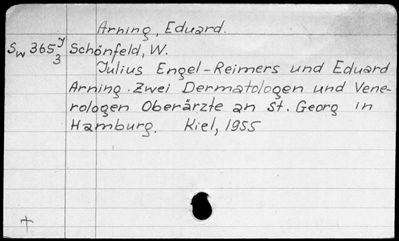 Arning, Eduard.
Sw 365 J Schönfeld, W.
3
Julius Engel-Reimers und Eduard
Arning. Zwei Dermatologen und Vene-
rologen Oberärzte an St. Georg in
Hamburg. Kiel, 1955
+